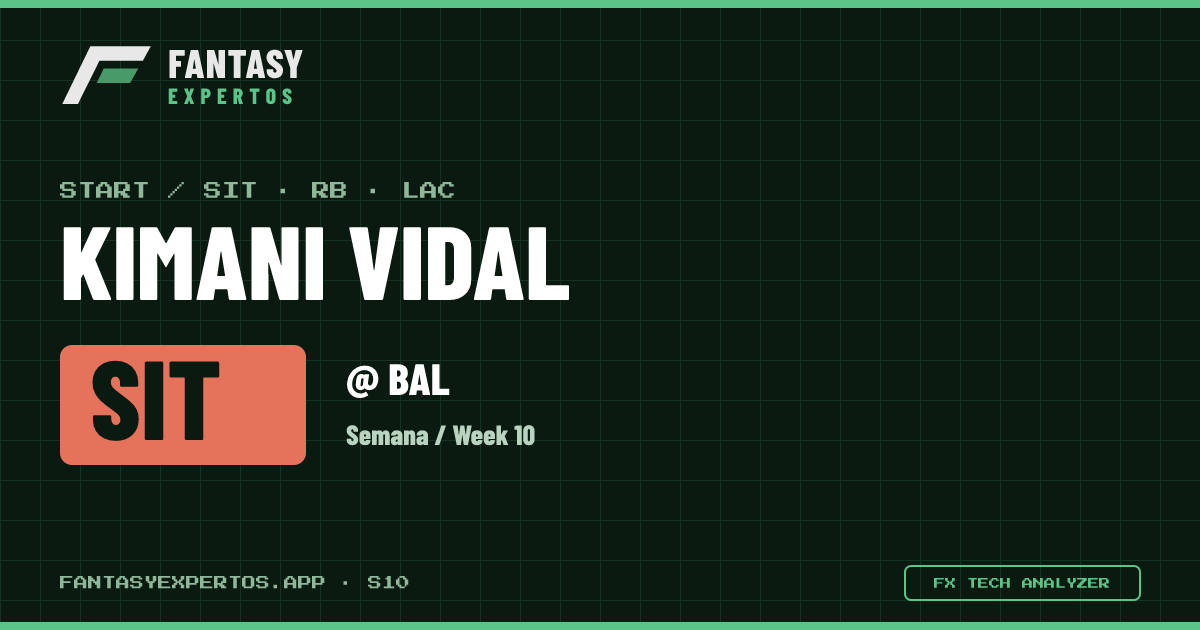 FANTASY
EXPERTOS
START / SIT · RB · LAC
KIMANI VIDAL
SIT
@ BAL
Semana / Week 10
FANTASYEXPERTOS.APP · S10
FX TECH ANALYZER